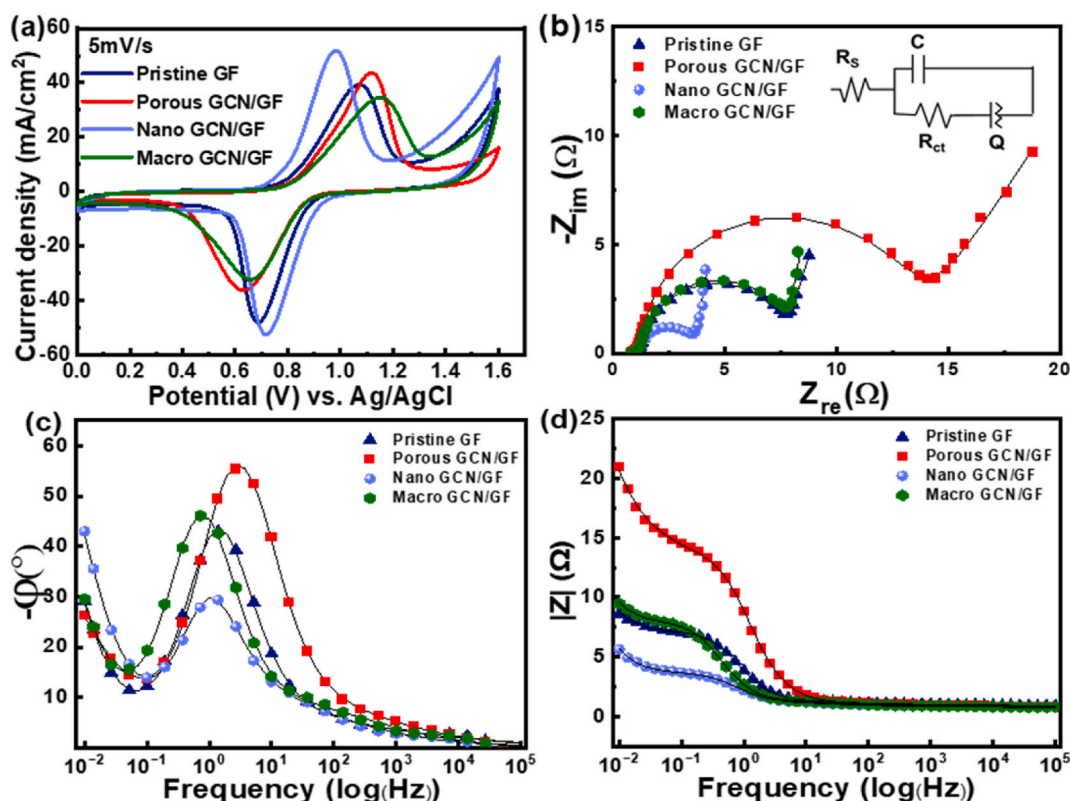 (a)
5mV/s
Pristine GF
Porous GCN/GF
Nano GCN/GF
Macro GCN/GF
Current density (mA/cm²)
60
40
20
0
-20
-40
-60
0.0 0.2 0.4 0.6 0.8 1.0 1.2 1.4 1.6
Potential (V) vs. Ag/AgCl
(b)
Pristine GF
Porous GCN/GF
Nano GCN/GF
Macro GCN/GF
Rs
C
Rct
Q
-Zim (Ω)
-15
-10
5
0
0 5 10 15 20
Zre (Ω)
(c)
Pristine GF
Porous GCN/GF
Nano GCN/GF
Macro GCN/GF
-φ(°)
60
50
40
30
20
10
10⁻² 10⁻¹ 10⁰ 10¹ 10² 10³ 10⁴ 10⁵
Frequency (log(Hz))
(d)
Pristine GF
Porous GCN/GF
Nano GCN/GF
Macro GCN/GF
|Z| (Ω)
25
20
15
10
5
0
10⁻² 10⁻¹ 10⁰ 10¹ 10² 10³ 10⁴ 10⁵
Frequency (log(Hz))